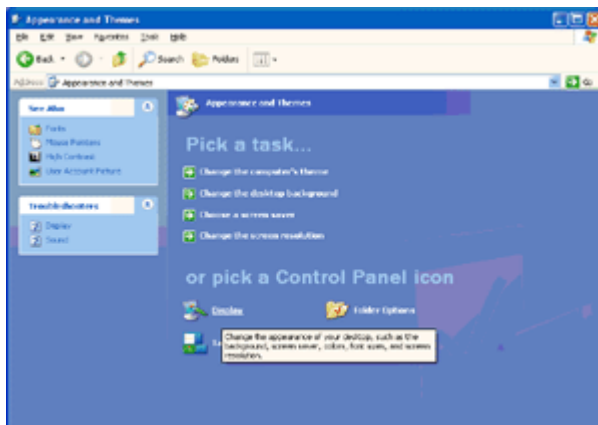 Appearance and Themes
File Edit View Favorites Tools Help
Back Search Folders
Address Appearance and Themes Go
See Also
Fonts
Mouse Pointers
High Contrast
User Account Picture
Troubleshooters
Display
Sound
Appearance and Themes
Pick a task...
Change the computer's theme
Change the desktop background
Choose a screen saver
Change the screen resolution
or pick a Control Panel icon
Display Folder Options
Change the appearance of your desktop, such as the
background, screen saver, colors, font sizes, and screen
resolution.